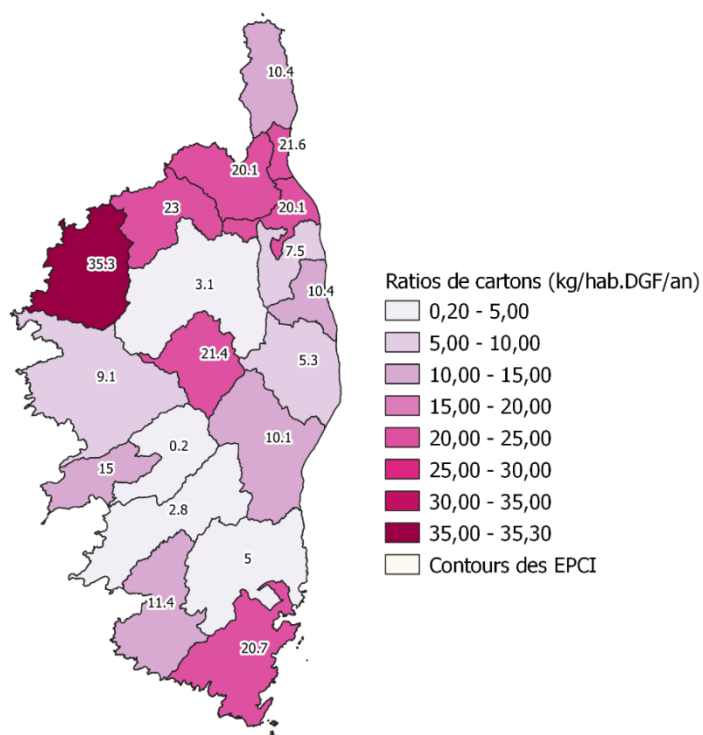 10.4
21.6
20.1
20.1
23
7.5
35.3
3.1
10.4
21.4
5.3
9.1
10.1
0.2
15
2.8
5
11.4
20.7
Ratios de cartons (kg/hab.DGF/an)
0,20 - 5,00
5,00 - 10,00
10,00 - 15,00
15,00 - 20,00
20,00 - 25,00
25,00 - 30,00
30,00 - 35,00
35,00 - 35,30
Contours des EPCI